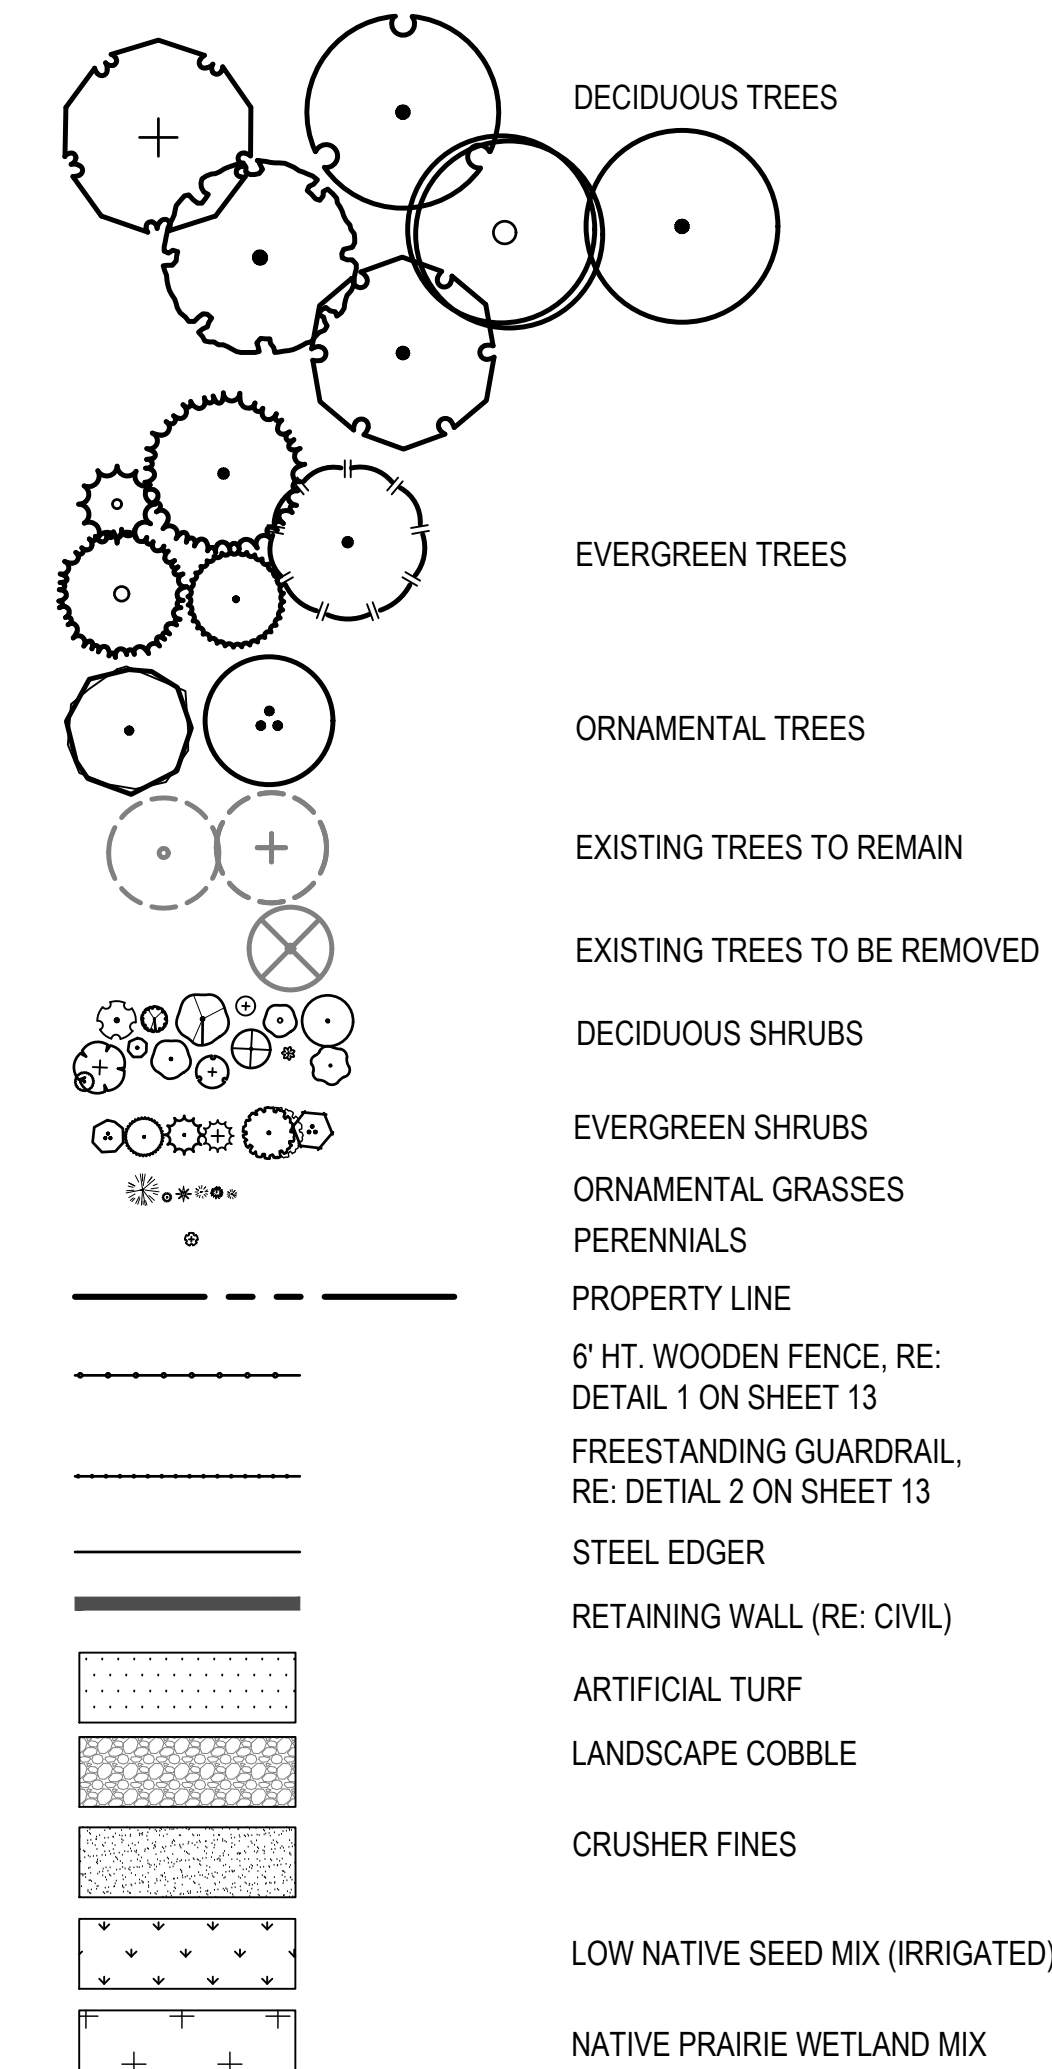 DECIDUOUS TREES
EVERGREEN TREES
ORNAMENTAL TREES
EXISTING TREES TO REMAIN
EXISTING TREES TO BE REMOVED
DECIDUOUS SHRUBS
EVERGREEN SHRUBS
ORNAMENTAL GRASSES
PERENNIALS
PROPERTY LINE
6' HT. WOODEN FENCE, RE:
DETAIL 1 ON SHEET 13
FREESTANDING GUARDRAIL,
RE: DETIAL 2 ON SHEET 13
STEEL EDGER
RETAINING WALL (RE: CIVIL)
ARTIFICIAL TURF
LANDSCAPE COBBLE
CRUSHER FINES
LOW NATIVE SEED MIX (IRRIGATED)
NATIVE PRAIRIE WETLAND MIX